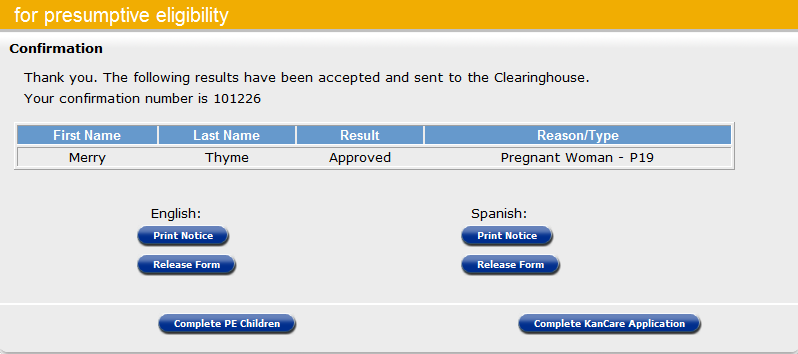 for presumptive eligibility
Confirmation
Thank you. The following results have been accepted and sent to the Clearinghouse.
Your confirmation number is 101226
First Name Last Name Result Reason/Type
Merry Thyme Approved Pregnant Woman - P19
English: Spanish:
Print Notice Print Notice
Release Form Release Form
Complete PE Children Complete KanCare Application